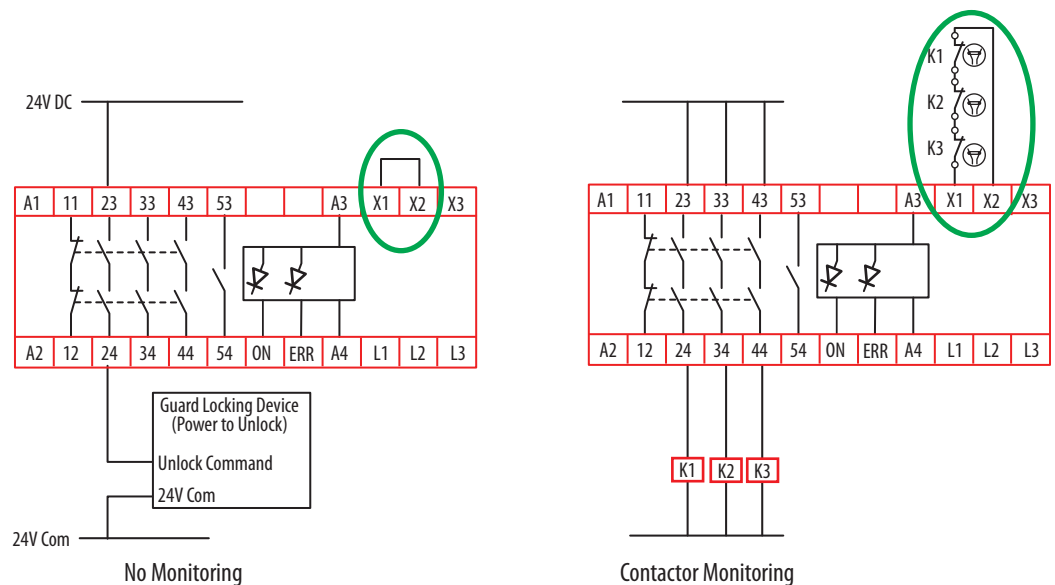 24V DC
A1 11 23 33 43 53 A3 X1 X2 X3
A2 12 24 34 44 54 ON ERR A4 L1 L2 L3
Guard Locking Device
(Power to Unlock)
Unlock Command
24V Com
24V Com
No Monitoring
K1
K2
K3
A1 11 23 33 43 53 A3 X1 X2 X3
A2 12 24 34 44 54 ON ERR A4 L1 L2 L3
K1 K2 K3
Contactor Monitoring